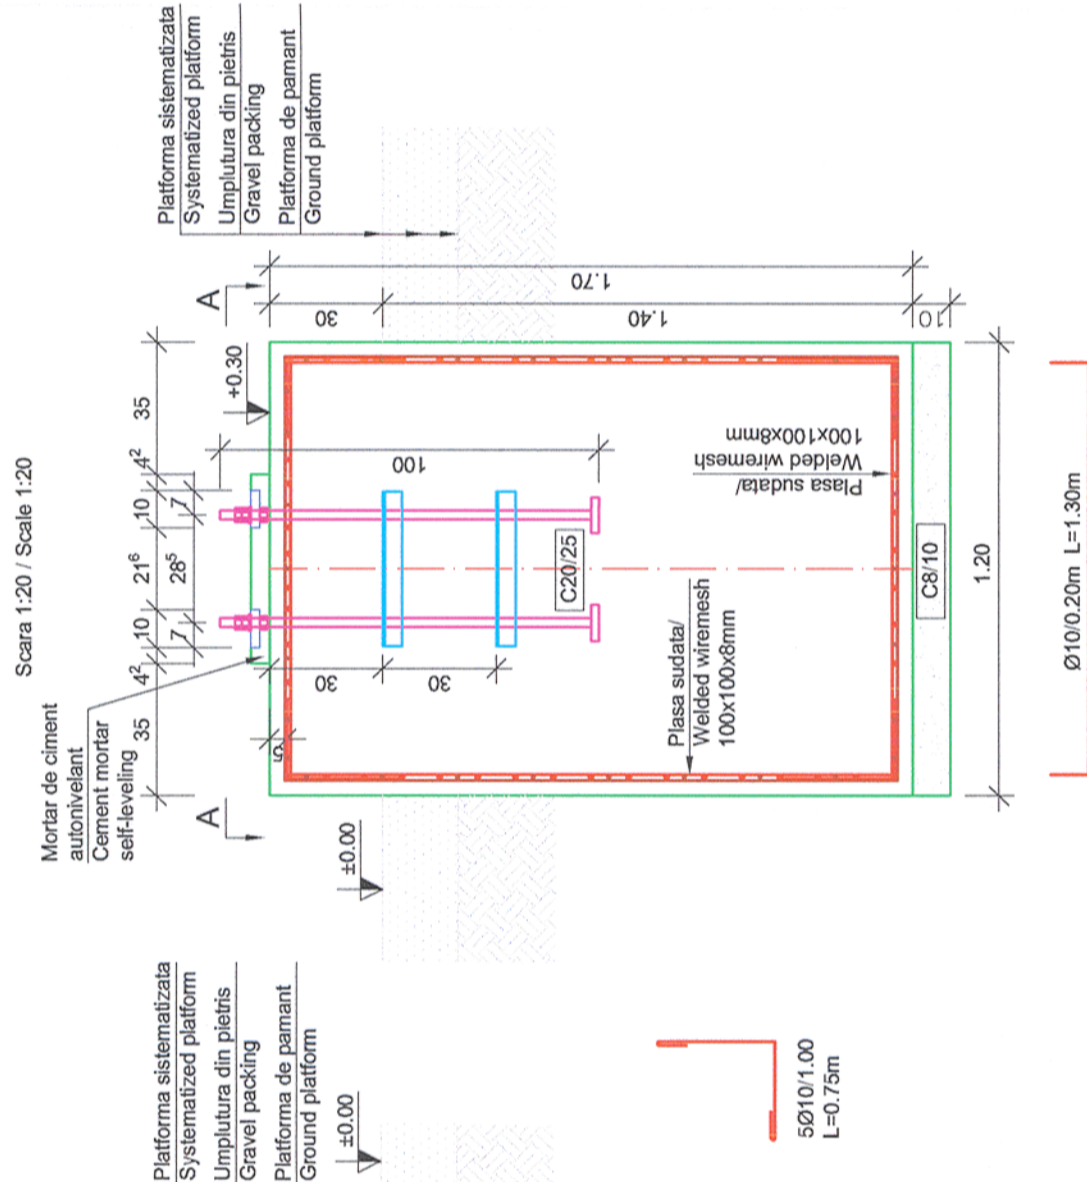 Scara 1:20 / Scale 1:20
Platforma sistematizata
Systematized platform
Umplutura din pietris
Gravel packing
Platforma de pamant
Ground platform
Mortar de ciment
autonivelant
Cement mortar
self-leveling
35
4²
10
21⁶
10
4²
35
7
28⁵
7
A
A
+0.30
30
1.40
10
1.70
100
30
30
5
±0.00
Plasa sudata/
Welded wiremesh
100x100x8mm
Plasa sudata/
Welded wiremesh
100x100x8mm
C20/25
C8/10
1.20
Platforma sistematizata
Systematized platform
Umplutura din pietris
Gravel packing
Platforma de pamant
Ground platform
±0.00
5Ø10/1.00
L=0.75m
Ø10/0.20m L=1.30m